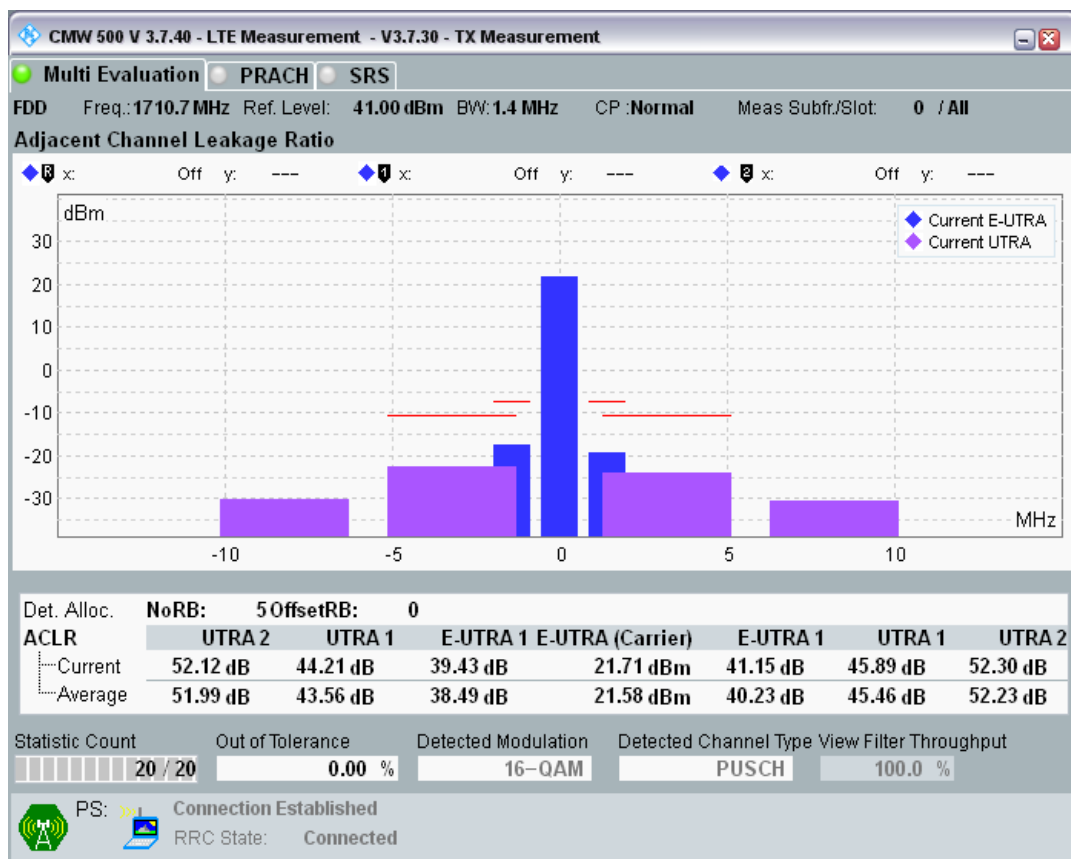 CMW 500 V 3.7.40 - LTE Measurement - V3.7.30 - TX Measurement
Multi Evaluation PRACH SRS
FDD Freq.: 1710.7 MHz Ref. Level: 41.00 dBm BW: 1.4 MHz CP :Normal Meas Subfr./Slot: 0 / All
Adjacent Channel Leakage Ratio
R x: Off y: --- 1 x: Off y: --- 2 x: Off y: ---
dBm
Current E-UTRA
Current UTRA
30
20
10
0
-10
-20
-30
MHz
-10 -5 0 5 10
Det. Alloc. NoRB: 5 OffsetRB: 0
ACLR UTRA 2 UTRA 1 E-UTRA 1 E-UTRA (Carrier) E-UTRA 1 UTRA 1 UTRA 2
Current 52.12 dB 44.21 dB 39.43 dB 21.71 dBm 41.15 dB 45.89 dB 52.30 dB
Average 51.99 dB 43.56 dB 38.49 dB 21.58 dBm 40.23 dB 45.46 dB 52.23 dB
Statistic Count Out of Tolerance Detected Modulation Detected Channel Type View Filter Throughput
20 / 20 0.00 % 16-QAM PUSCH 100.0 %
PS: Connection Established
RRC State: Connected